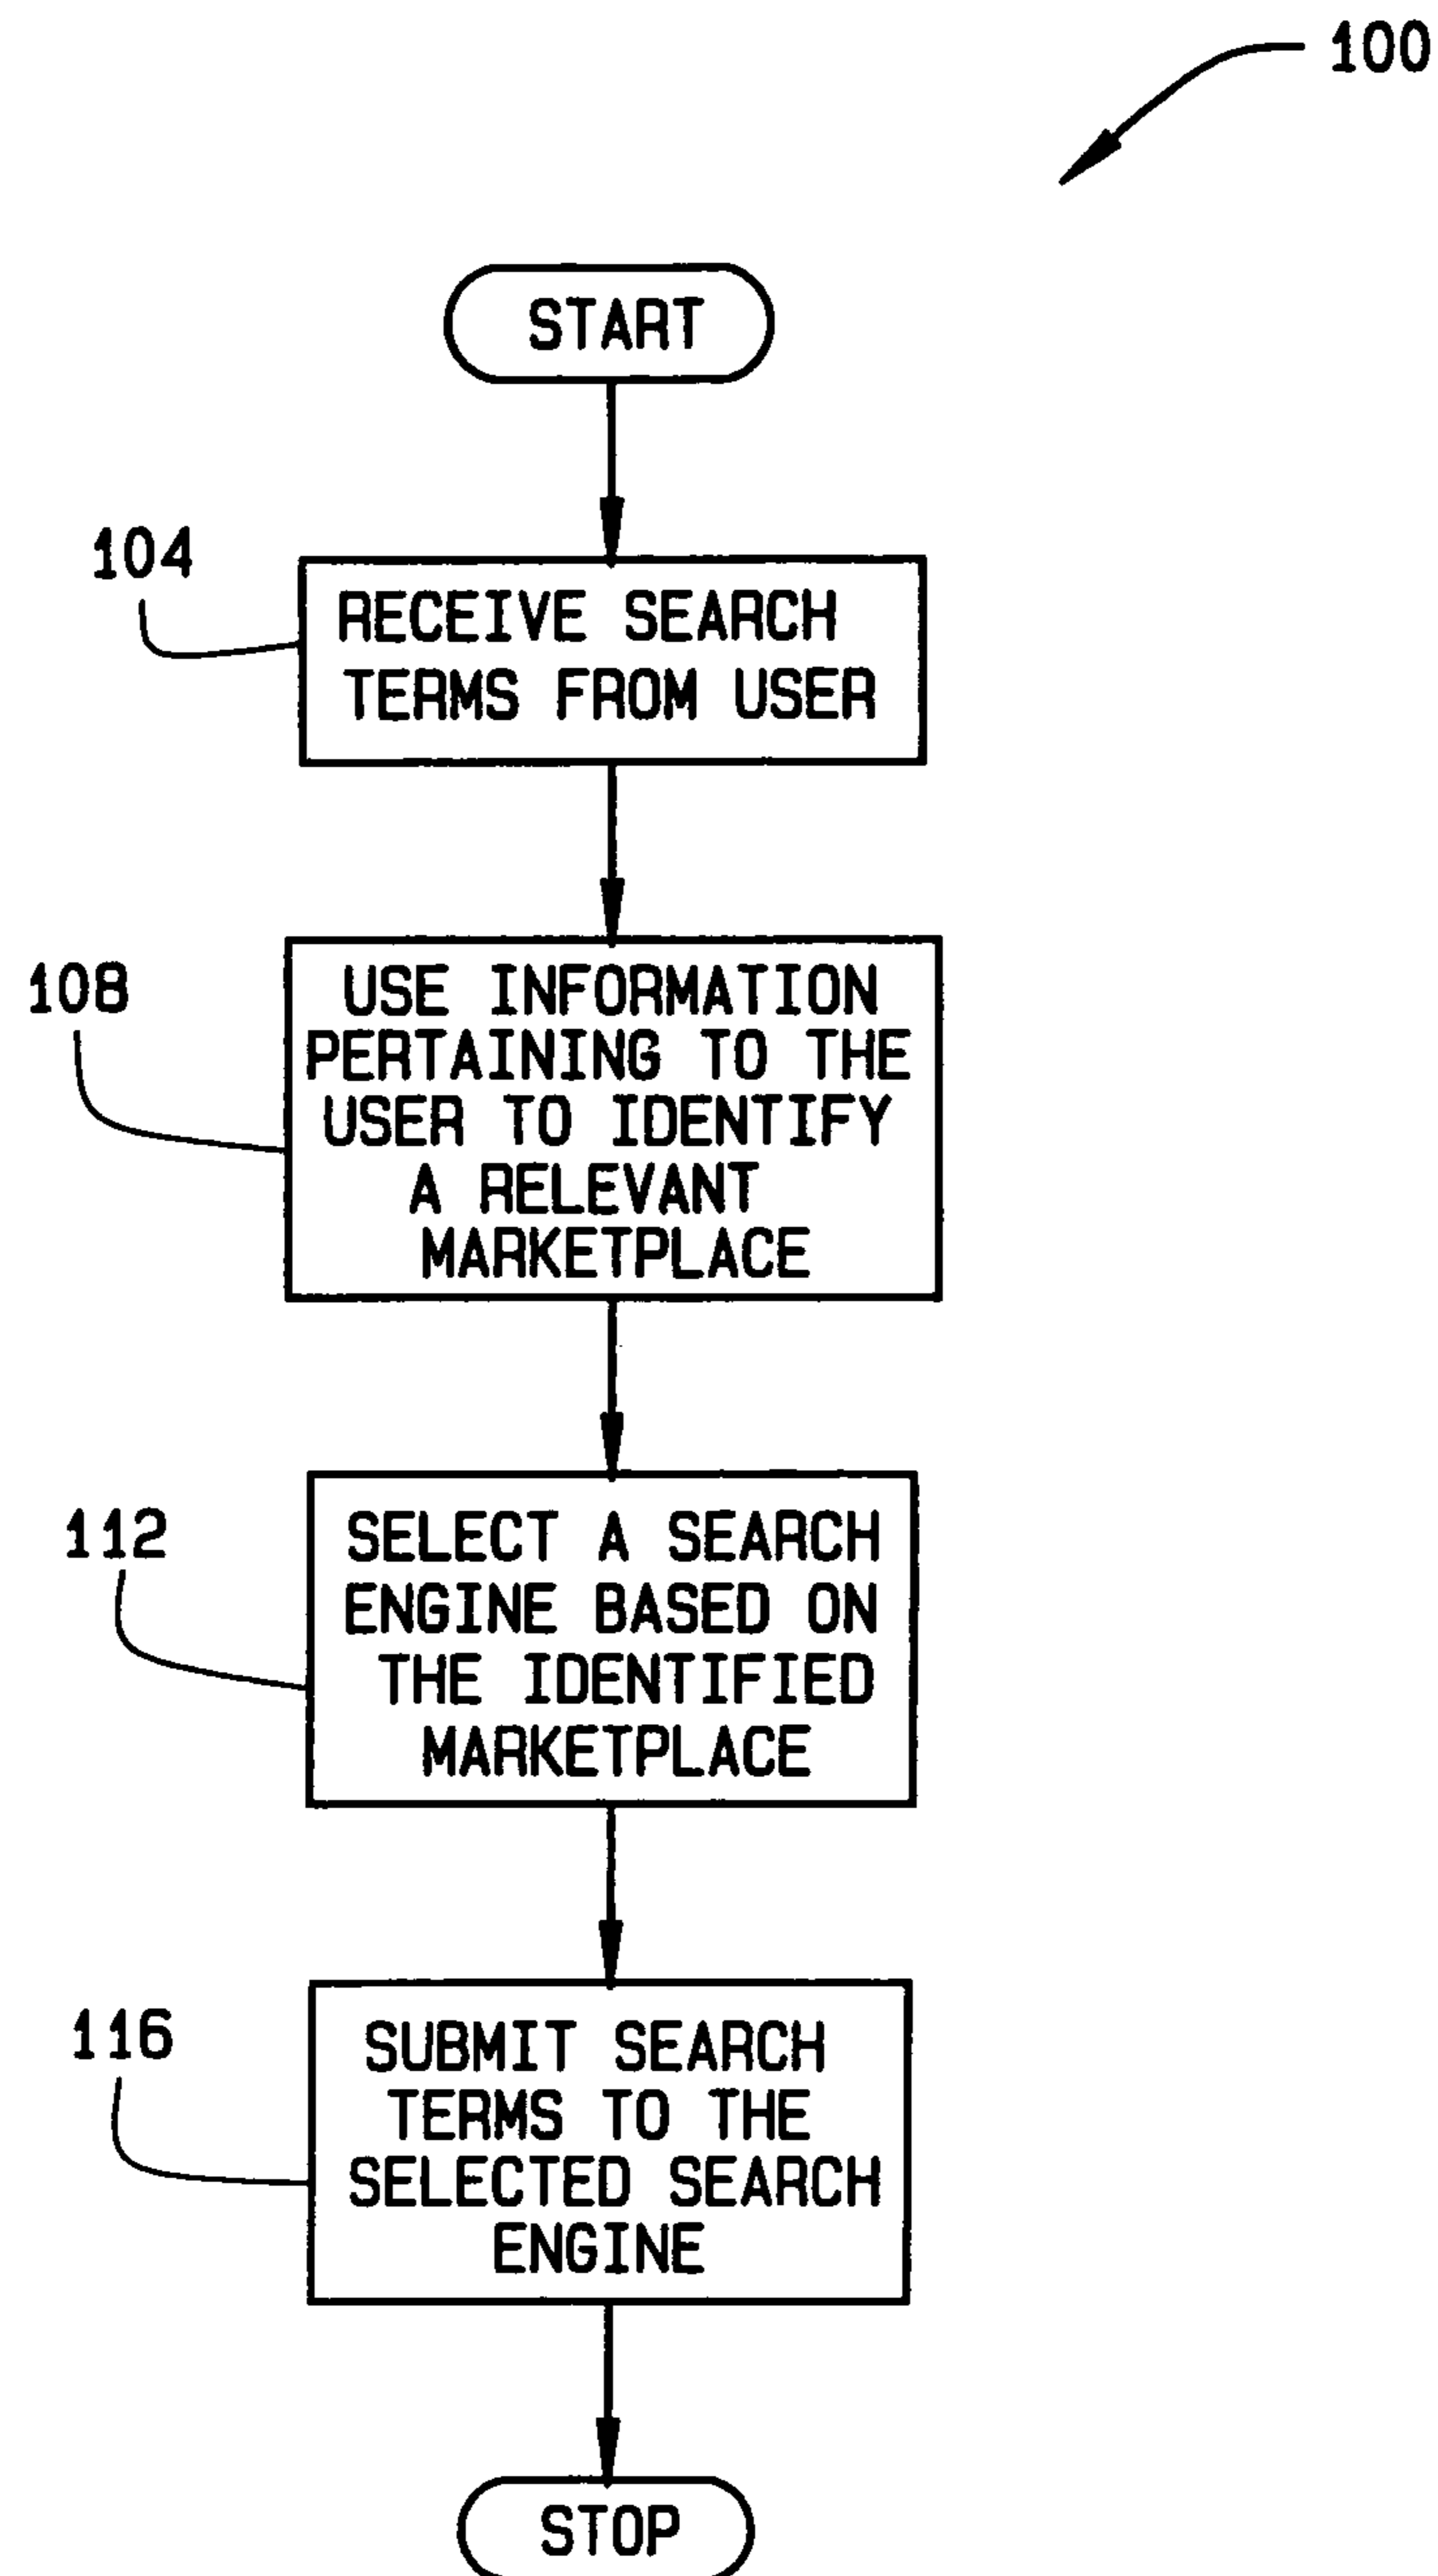 100
START
104
RECEIVE SEARCH
TERMS FROM USER
108
USE INFORMATION
PERTAINING TO THE
USER TO IDENTIFY
A RELEVANT
MARKETPLACE
112
SELECT A SEARCH
ENGINE BASED ON
THE IDENTIFIED
MARKETPLACE
116
SUBMIT SEARCH
TERMS TO THE
SELECTED SEARCH
ENGINE
STOP